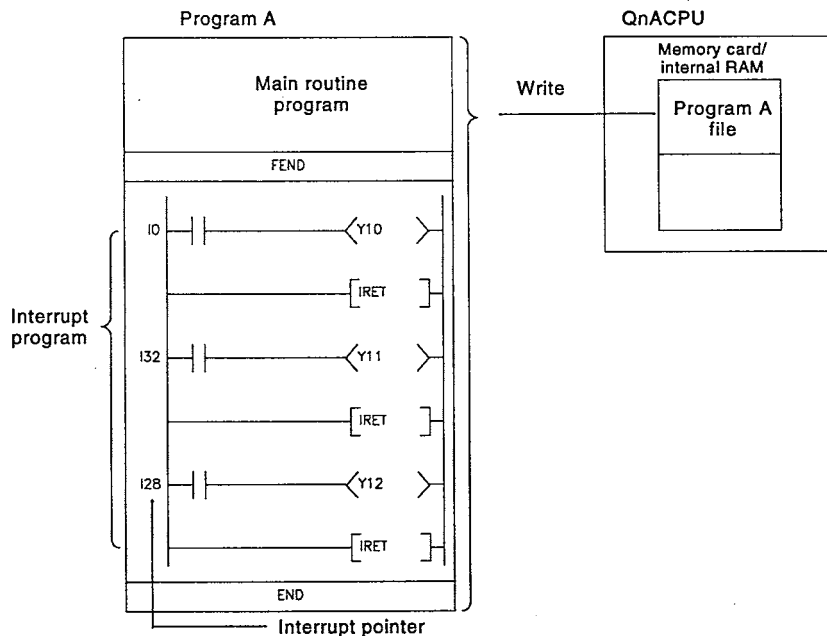 Program A
QnACPU
Memory card/
internal RAM
Main routine
program
Write
Program A
file
FEND
I0
Y10
IRET
Interrupt
program
I32
Y11
IRET
I28
Y12
IRET
END
Interrupt pointer